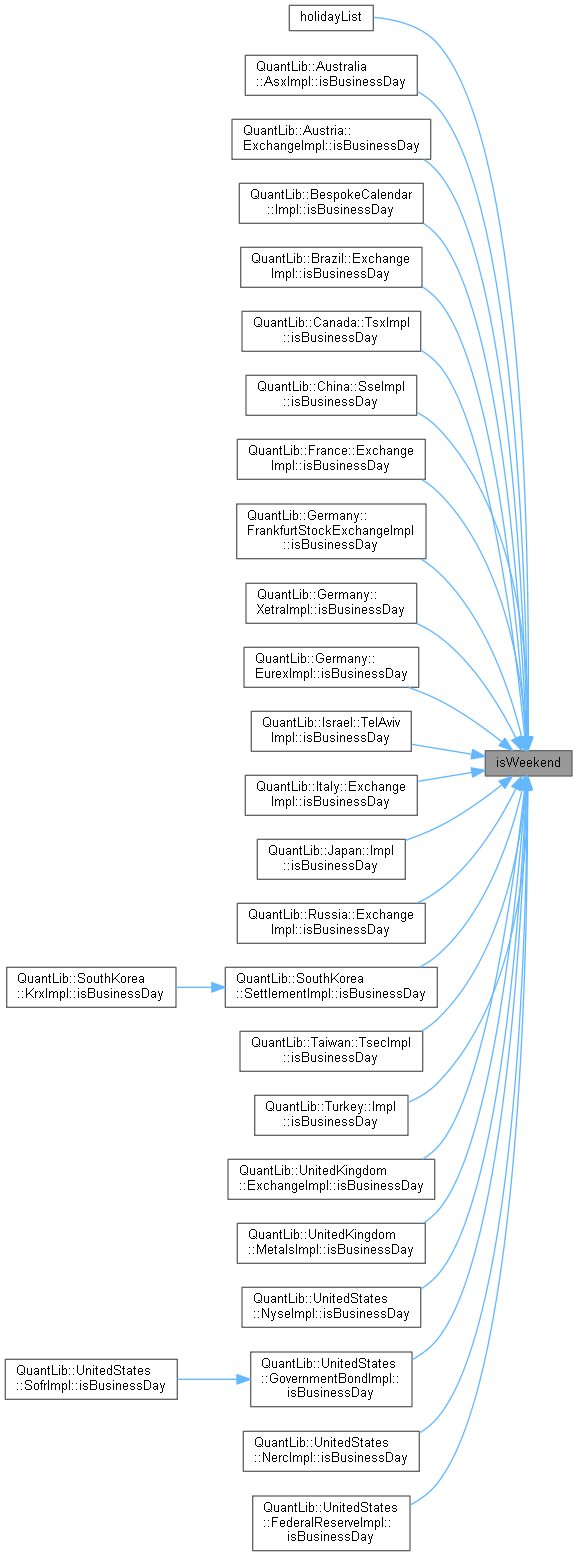 holidayList
QuantLib::Australia
::AsxImpl::isBusinessDay
QuantLib::Austria::
ExchangeImpl::isBusinessDay
QuantLib::BespokeCalendar
::Impl::isBusinessDay
QuantLib::Brazil::Exchange
Impl::isBusinessDay
QuantLib::Canada::TsxImpl
::isBusinessDay
QuantLib::China::SseImpl
::isBusinessDay
QuantLib::France::Exchange
Impl::isBusinessDay
QuantLib::Germany::
FrankfurtStockExchangeImpl
::isBusinessDay
QuantLib::Germany::
XetraImpl::isBusinessDay
QuantLib::Germany::
EurexImpl::isBusinessDay
QuantLib::Israel::TelAviv
Impl::isBusinessDay
isWeekend
QuantLib::Italy::Exchange
Impl::isBusinessDay
QuantLib::Japan::Impl
::isBusinessDay
QuantLib::Russia::Exchange
Impl::isBusinessDay
QuantLib::SouthKorea
::KrxImpl::isBusinessDay
QuantLib::SouthKorea
::SettlementImpl::isBusinessDay
QuantLib::Taiwan::TsecImpl
::isBusinessDay
QuantLib::Turkey::Impl
::isBusinessDay
QuantLib::UnitedKingdom
::ExchangeImpl::isBusinessDay
QuantLib::UnitedKingdom
::MetalsImpl::isBusinessDay
QuantLib::UnitedStates
::NyseImpl::isBusinessDay
QuantLib::UnitedStates
::SofrImpl::isBusinessDay
QuantLib::UnitedStates
::GovernmentBondImpl::
isBusinessDay
QuantLib::UnitedStates
::NercImpl::isBusinessDay
QuantLib::UnitedStates
::FederalReserveImpl::
isBusinessDay